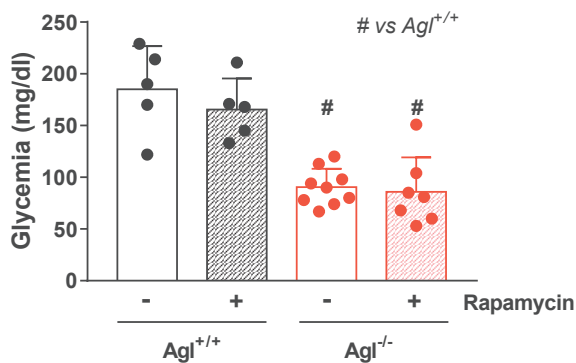 # vs Agl+/+
Glycemia (mg/dl)
250
200
150
100
50
0
# #
- + - + Rapamycin
Agl+/+ Agl-/-